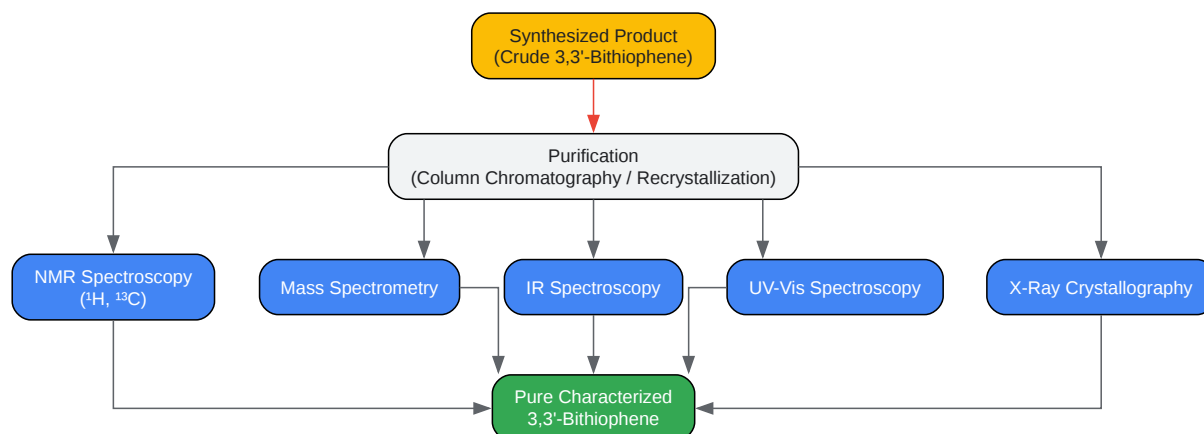 Synthesized Product
(Crude 3,3'-Bithiophene)
Purification
(Column Chromatography / Recrystallization)
NMR Spectroscopy
(¹H, ¹³C)
Mass Spectrometry
IR Spectroscopy
UV-Vis Spectroscopy
X-Ray Crystallography
Pure Characterized
3,3'-Bithiophene